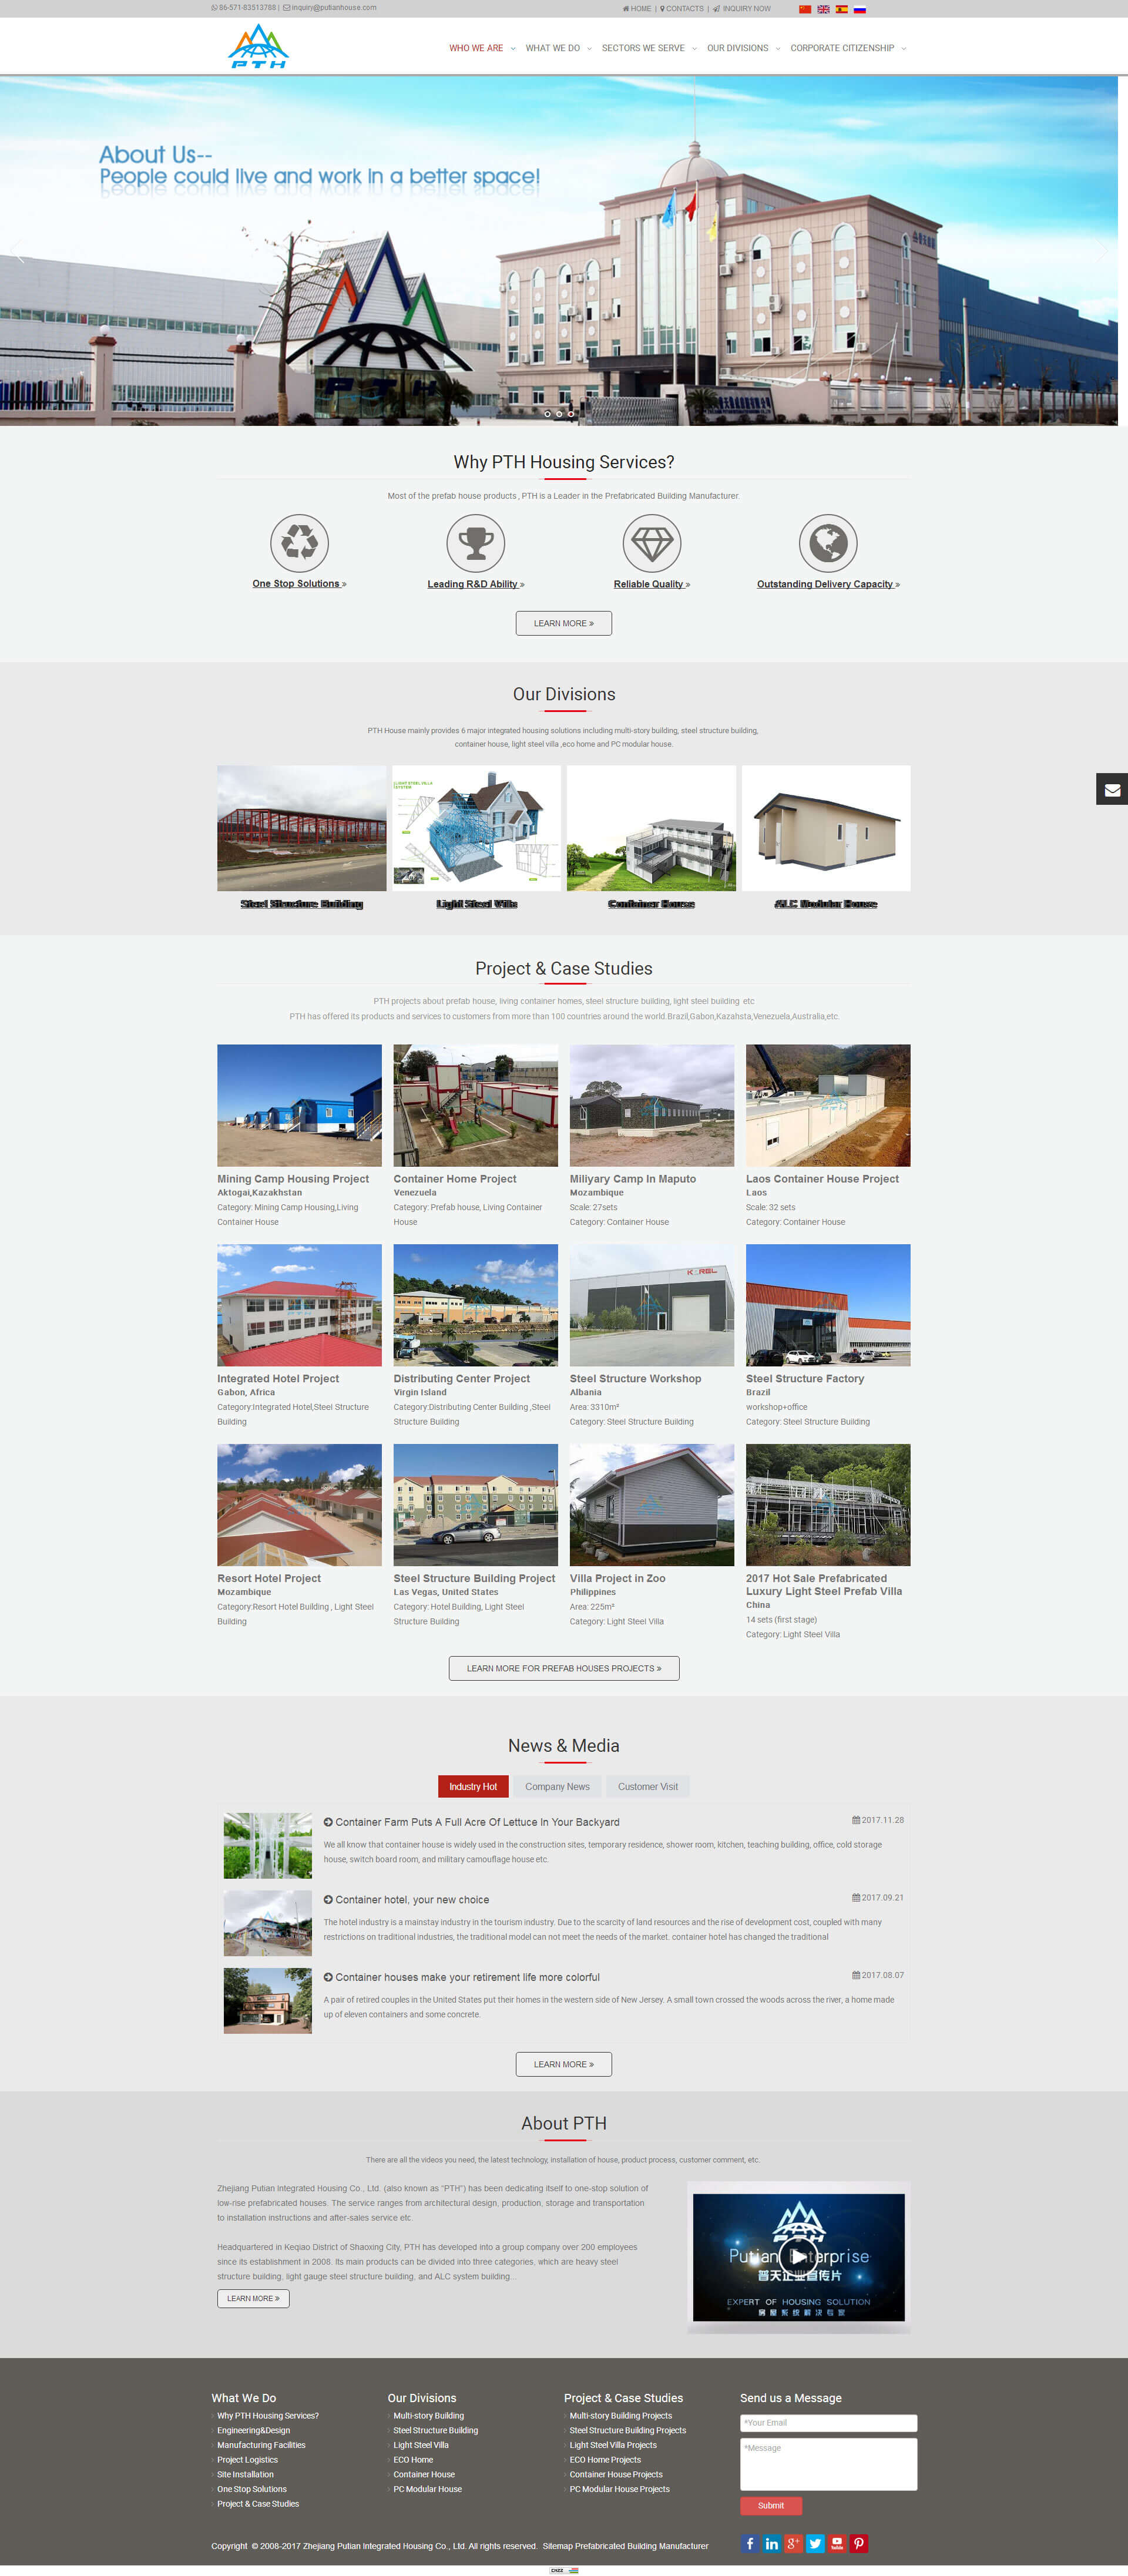 86-571-83513788 | inquiry@putianhouse.com
HOME | CONTACTS | INQUIRY NOW
PTH
WHO WE ARE WHAT WE DO SECTORS WE SERVE OUR DIVISIONS CORPORATE CITIZENSHIP
About Us--
People could live and work in a better space!
PTH
Why PTH Housing Services?
Most of the prefab house products , PTH is a Leader in the Prefabricated Building Manufacturer.
One Stop Solutions » Leading R&D Ability » Reliable Quality » Outstanding Delivery Capacity »
LEARN MORE »
Our Divisions
PTH House mainly provides 6 major integrated housing solutions including multi-story building, steel structure building,
container house, light steel villa ,eco home and PC modular house.
LIGHT STEEL VILLA
SYSTEM
Steel Structure Building Light Steel Villa Container House ALC Modular House
Project & Case Studies
PTH projects about prefab house, living container homes, steel structure building, light steel building etc
PTH has offered its products and services to customers from more than 100 countries around the world.Brazil,Gabon,Kazahsta,Venezuela,Australia,etc.
Mining Camp Housing Project
Aktogai,Kazakhstan
Category: Mining Camp Housing,Living
Container House
Container Home Project
Venezuela
Category: Prefab house, Living Container
House
Miliyary Camp In Maputo
Mozambique
Scale: 27sets
Category: Container House
Laos Container House Project
Laos
Scale: 32 sets
Category: Container House
Integrated Hotel Project
Gabon, Africa
Category:Integrated Hotel,Steel Structure
Building
Distributing Center Project
Virgin Island
Category:Distributing Center Building ,Steel
Structure Building
Steel Structure Workshop
Albania
Area: 3310m²
Category: Steel Structure Building
Steel Structure Factory
Brazil
workshop+office
Category: Steel Structure Building
Resort Hotel Project
Mozambique
Category:Resort Hotel Building , Light Steel
Building
Steel Structure Building Project
Las Vegas, United States
Category: Hotel Building, Light Steel
Structure Building
Villa Project in Zoo
Philippines
Area: 225m²
Category: Light Steel Villa
2017 Hot Sale Prefabricated
Luxury Light Steel Prefab Villa
China
14 sets (first stage)
Category: Light Steel Villa
LEARN MORE FOR PREFAB HOUSES PROJECTS »
News & Media
Industry Hot Company News Customer Visit
Container Farm Puts A Full Acre Of Lettuce In Your Backyard 2017.11.28
We all know that container house is widely used in the construction sites, temporary residence, shower room, kitchen, teaching building, office, cold storage
house, switch board room, and military camouflage house etc.
Container hotel, your new choice 2017.09.21
The hotel industry is a mainstay industry in the tourism industry. Due to the scarcity of land resources and the rise of development cost, coupled with many
restrictions on traditional industries, the traditional model can not meet the needs of the market. container hotel has changed the traditional
Container houses make your retirement life more colorful 2017.08.07
A pair of retired couples in the United States put their homes in the western side of New Jersey. A small town crossed the woods across the river, a home made
up of eleven containers and some concrete.
LEARN MORE »
About PTH
There are all the videos you need, the latest technology, installation of house, product process, customer comment, etc.
Zhejiang Putian Integrated Housing Co., Ltd. (also known as "PTH") has been dedicating itself to one-stop solution of
low-rise prefabricated houses. The service ranges from architectural design, production, storage and transportation
to installation instructions and after-sales service etc.
Headquartered in Keqiao District of Shaoxing City, PTH has developed into a group company over 200 employees
since its establishment in 2008. Its main products can be divided into three categories, which are heavy steel
structure building, light gauge steel structure building, and ALC system building...
LEARN MORE »
PTH
Putian Enterprise
普天企业宣传片
EXPERT OF HOUSING SOLUTION
房屋系统解决专家
What We Do
Why PTH Housing Services?
Engineering&Design
Manufacturing Facilities
Project Logistics
Site Installation
One Stop Solutions
Project & Case Studies
Our Divisions
Multi-story Building
Steel Structure Building
Light Steel Villa
ECO Home
Container House
PC Modular House
Project & Case Studies
Multi-story Building Projects
Steel Structure Building Projects
Light Steel Villa Projects
ECO Home Projects
Container House Projects
PC Modular House Projects
Send us a Message
*Your Email
*Message
Submit
Copyright © 2008-2017 Zhejiang Putian Integrated Housing Co., Ltd. All rights reserved. Sitemap Prefabricated Building Manufacturer
CNZZ